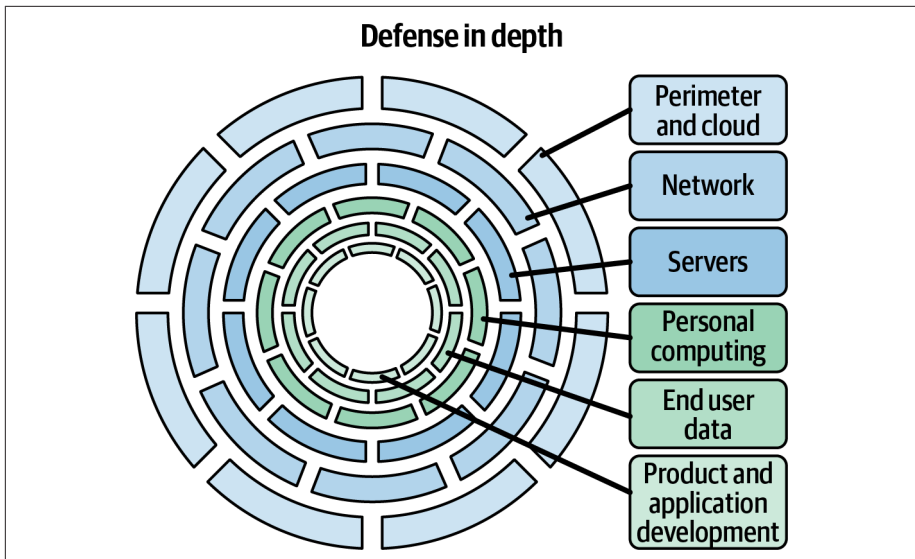 Defense in depth
Perimeter
and cloud
Network
Servers
Personal
computing
End user
data
Product and
application
development